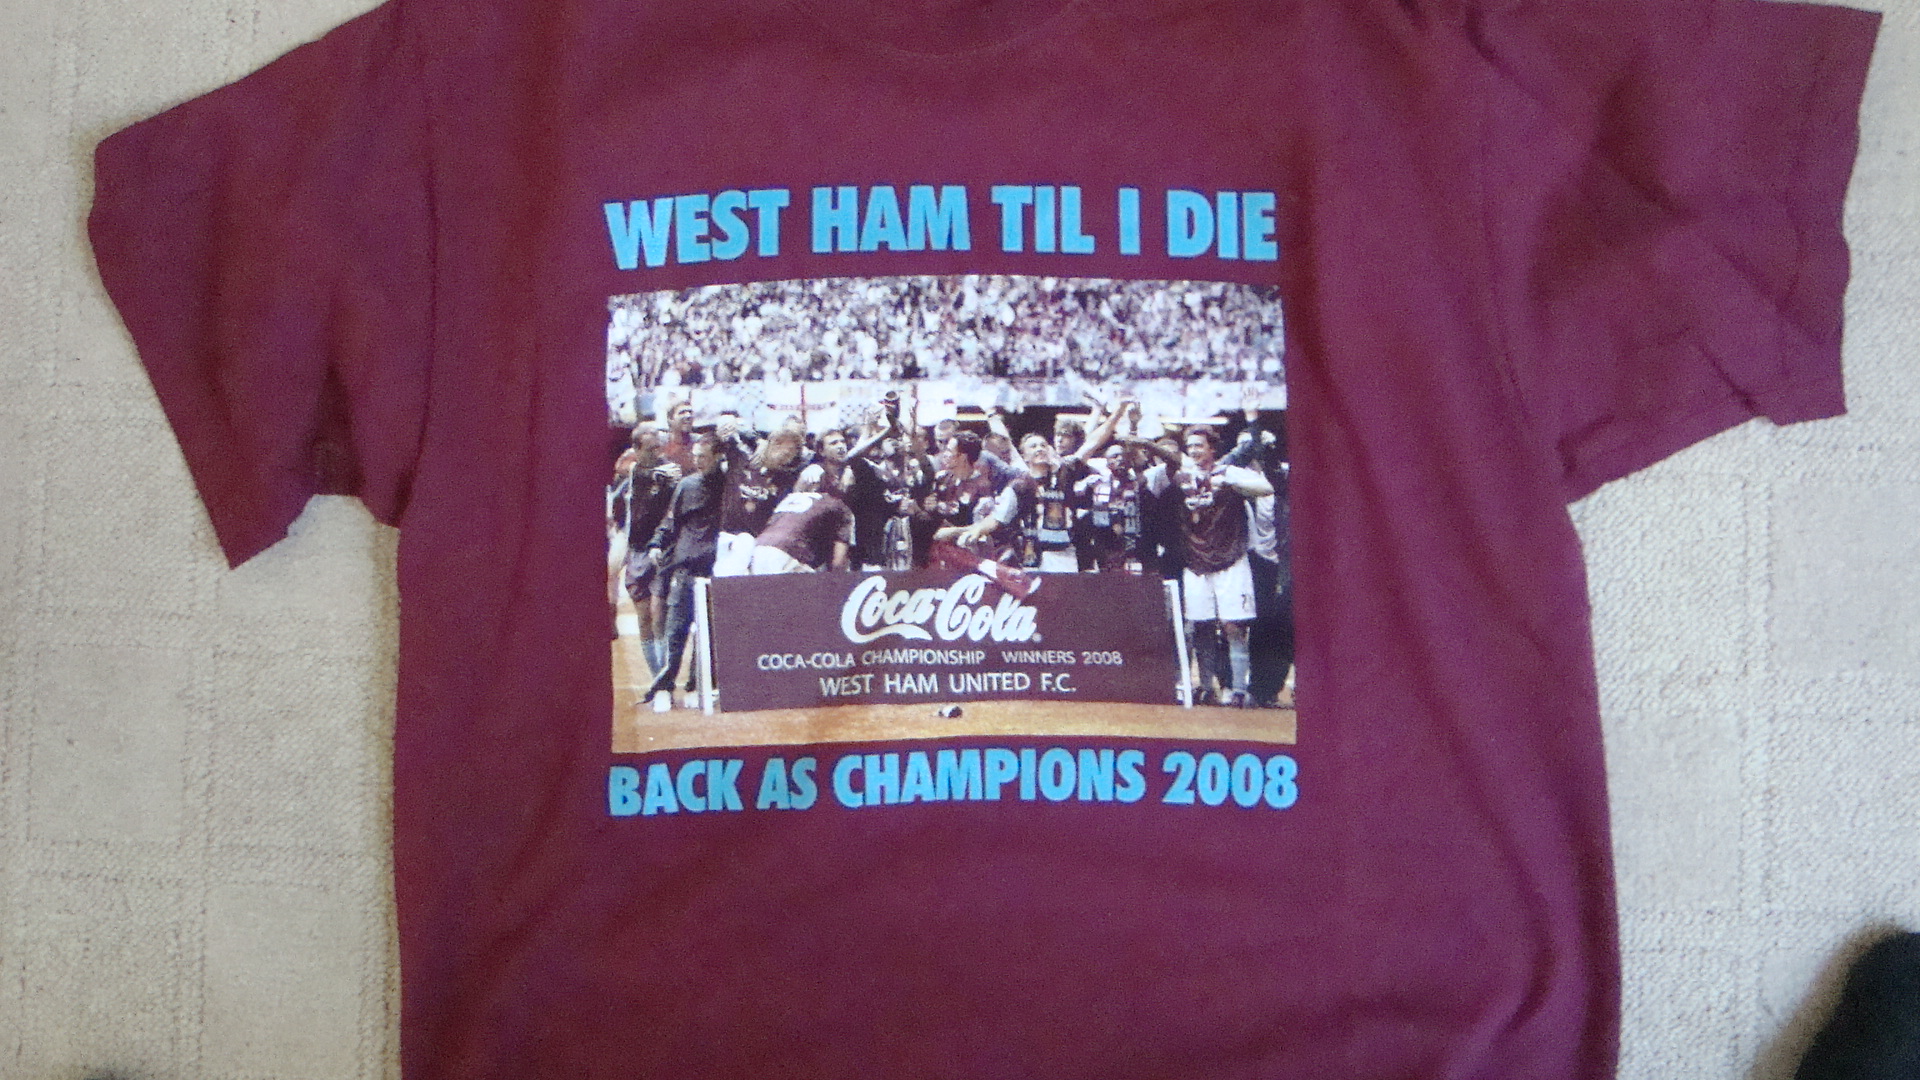 WEST HAM TIL I DIE
Coca-Cola
COCA-COLA CHAMPIONSHIP WINNERS 2008
WEST HAM UNITED F.C.
BACK AS CHAMPIONS 2008